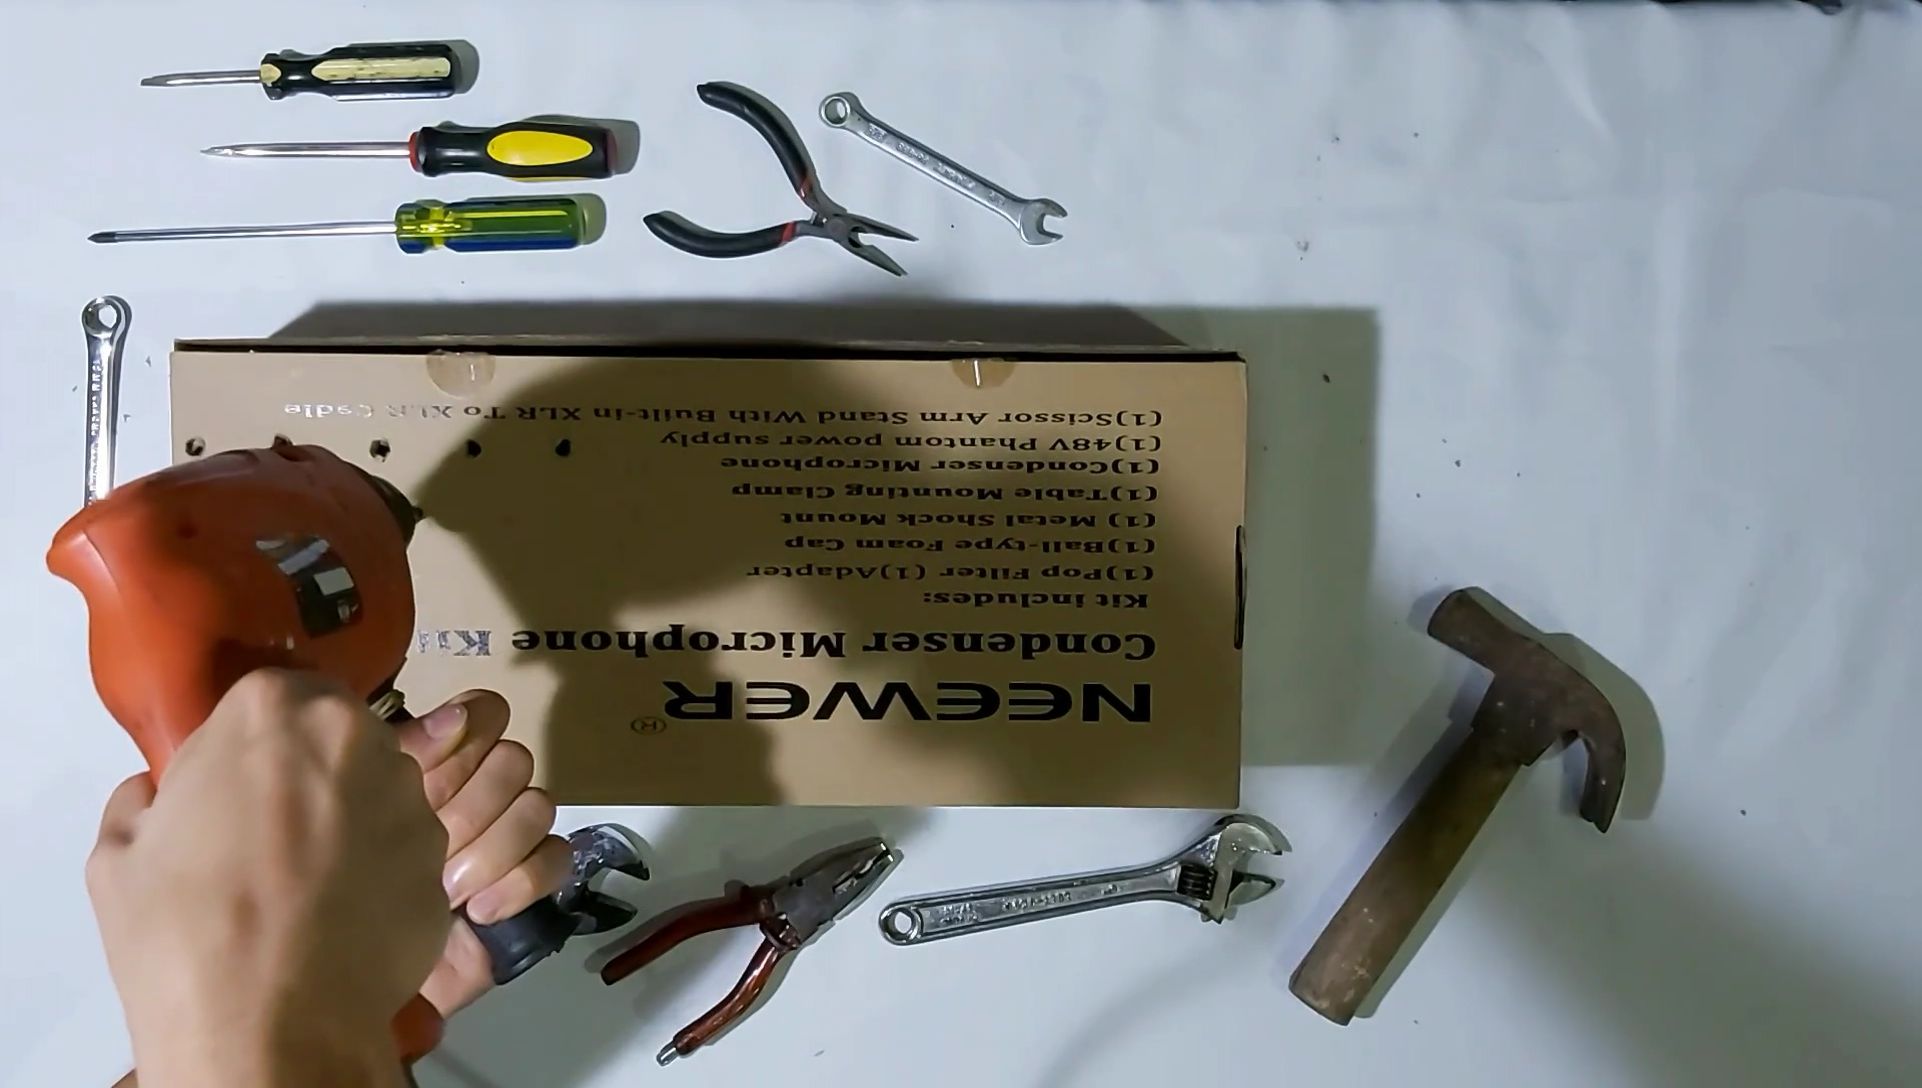 NEEWER®
Condenser Microphone Kit
Kit includes:
(1)Pop Filter (1)Adapter
(1)Ball-type Foam Cap
(1) Metal Shock Mount
(1)Table Mounting Clamp
(1)Condenser Microphone
(1)48V Phantom power supply
(1)Scissor Arm Stand With Built-in XLR To XLR Cable